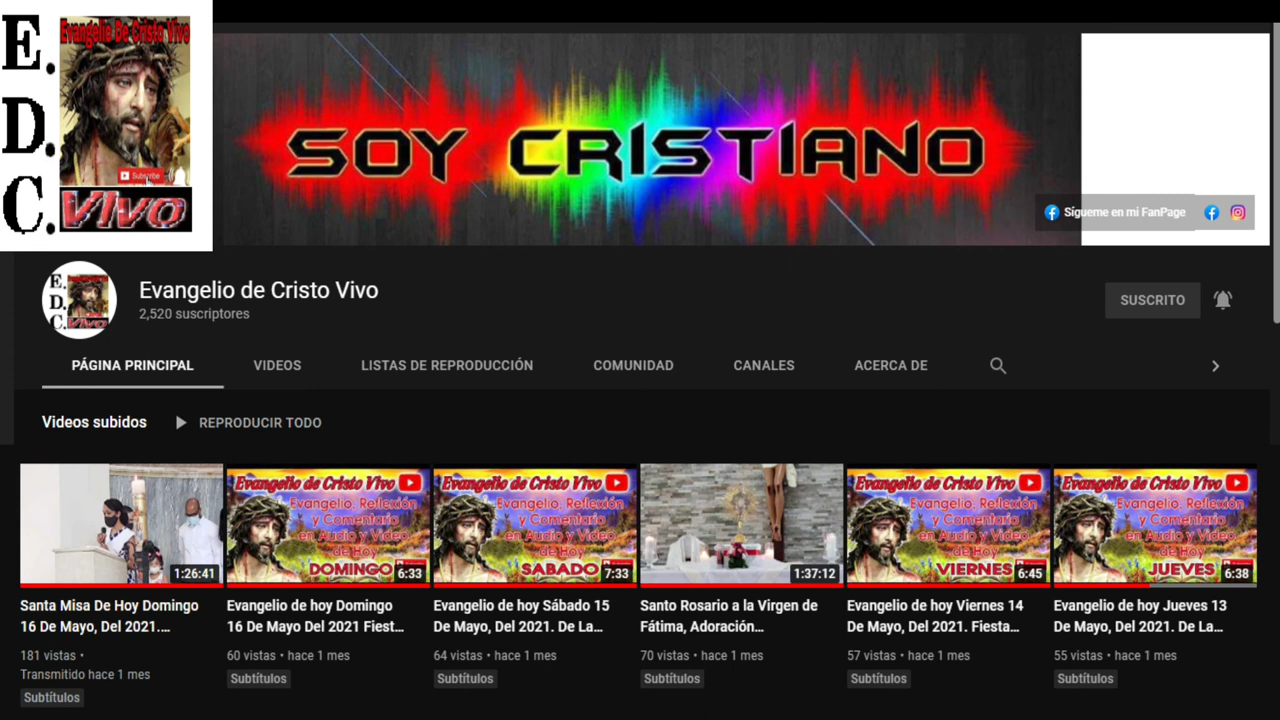 E.
D.
C.
Evangelio De Cristo Vivo
Subscribe
Vivo
SOY CRISTIANO
Sígueme en mi FanPage
E.
D.
C.
Vivo
Evangelio de Cristo Vivo
2,520 suscriptores
SUSCRITO
PÁGINA PRINCIPAL
VIDEOS
LISTAS DE REPRODUCCIÓN
COMUNIDAD
CANALES
ACERCA DE
Videos subidos
REPRODUCIR TODO
1:26:41
Santa Misa De Hoy Domingo
16 De Mayo, Del 2021....
181 vistas •
Transmitido hace 1 mes
Subtítulos
Evangelio de Cristo Vivo
Evangelio, Reflexión
y Comentario
en Audio y Video
de Hoy
DOMINGO
6:33
Evangelio de hoy Domingo
16 De Mayo Del 2021 Fiest...
60 vistas • hace 1 mes
Subtítulos
Evangelio de Cristo Vivo
Evangelio, Reflexión
y Comentario
en Audio y Video
de Hoy
SABADO
7:33
Evangelio de hoy Sábado 15
De Mayo, Del 2021. De La...
64 vistas • hace 1 mes
Subtítulos
1:37:12
Santo Rosario a la Virgen de
Fátima, Adoración...
70 vistas • hace 1 mes
Subtítulos
Evangelio de Cristo Vivo
Evangelio, Reflexión
y Comentario
en Audio y Video
de Hoy
VIERNES
6:45
Evangelio de hoy Viernes 14
De Mayo, Del 2021. Fiesta...
57 vistas • hace 1 mes
Subtítulos
Evangelio de Cristo Vivo
Evangelio, Reflexión
y Comentario
en Audio y Video
de Hoy
JUEVES
6:38
Evangelio de hoy Jueves 13
De Mayo, Del 2021. De La...
55 vistas • hace 1 mes
Subtítulos